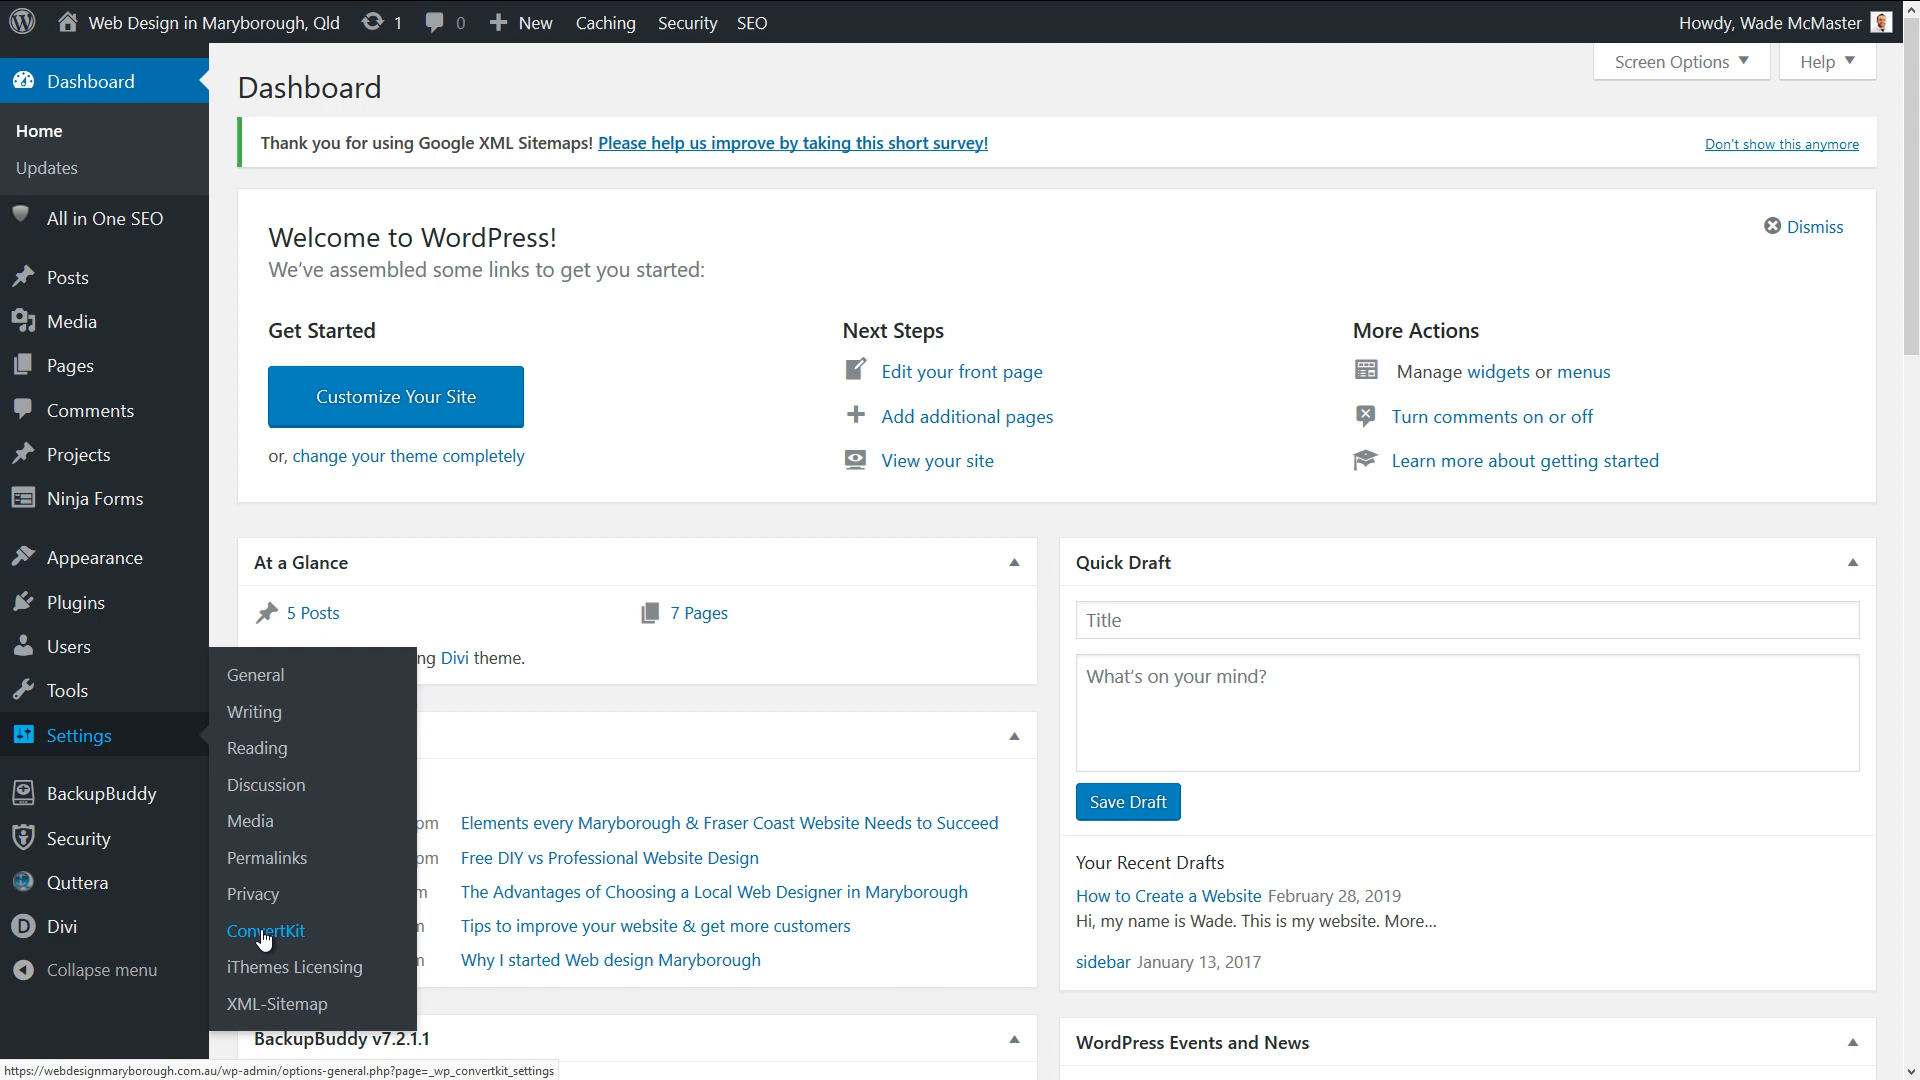 Web Design in Maryborough, Qld 1 0 New Caching Security SEO Howdy, Wade McMaster
Screen Options Help
Dashboard
Home
Updates
All in One SEO
Posts
Media
Pages
Comments
Projects
Ninja Forms
Appearance
Plugins
Users
Tools
Settings
BackupBuddy
Security
Quttera
Divi
Collapse menu
General
Writing
Reading
Discussion
Media
Permalinks
Privacy
ConvertKit
iThemes Licensing
XML-Sitemap
Dashboard
Thank you for using Google XML Sitemaps! Please help us improve by taking this short survey! Don't show this anymore
Welcome to WordPress!
Dismiss
We've assembled some links to get you started:
Get Started
Customize Your Site
or, change your theme completely
Next Steps
Edit your front page
Add additional pages
View your site
More Actions
Manage widgets or menus
Turn comments on or off
Learn more about getting started
At a Glance
5 Posts 7 Pages
ng Divi theme.
om Elements every Maryborough & Fraser Coast Website Needs to Succeed
om Free DIY vs Professional Website Design
m The Advantages of Choosing a Local Web Designer in Maryborough
Tips to improve your website & get more customers
Why I started Web design Maryborough
BackupBuddy v7.2.1.1
Quick Draft
Title
What's on your mind?
Save Draft
Your Recent Drafts
How to Create a Website February 28, 2019
Hi, my name is Wade. This is my website. More...
sidebar January 13, 2017
WordPress Events and News
https://webdesignmaryborough.com.au/wp-admin/options-general.php?page=_wp_convertkit_settings